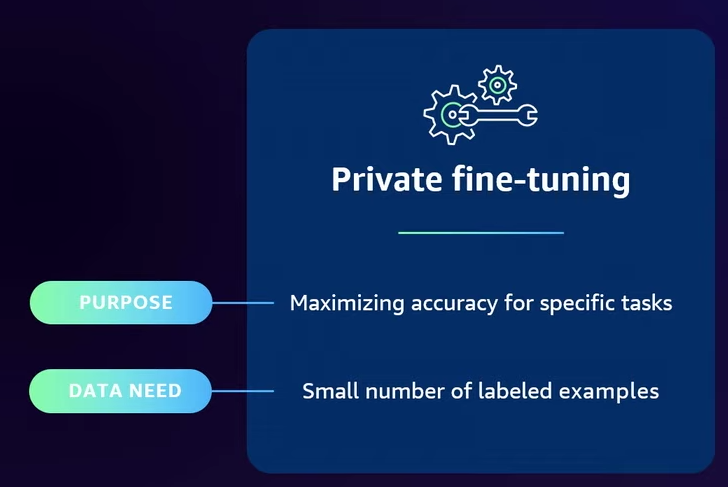 Private fine-tuning
PURPOSE
Maximizing accuracy for specific tasks
DATA NEED
Small number of labeled examples